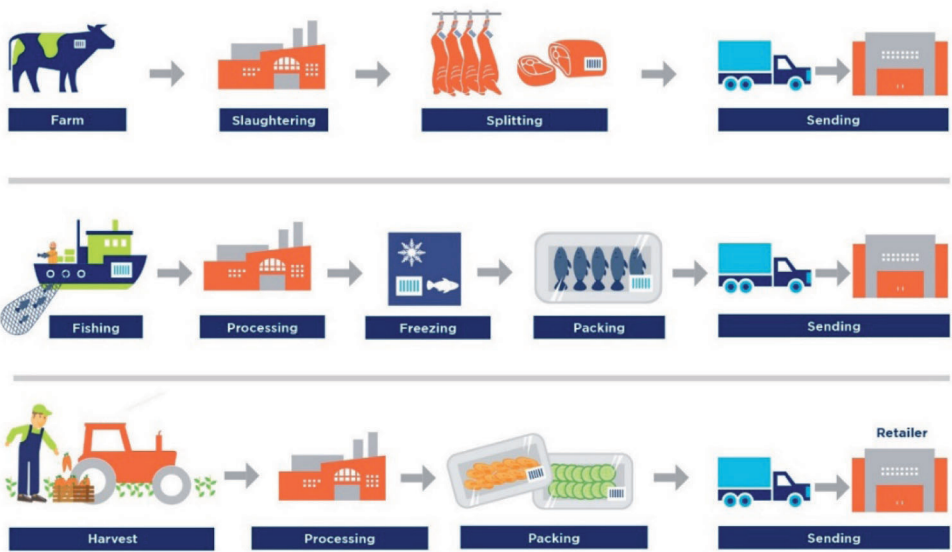 Farm
Slaughtering
Splitting
Sending
Fishing
Processing
Freezing
Packing
Sending
Retailer
Harvest
Processing
Packing
Sending